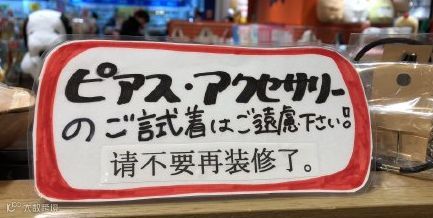 ピアス・アクセサリー
のご試着はご遠慮下さい!
请不要再装修了。